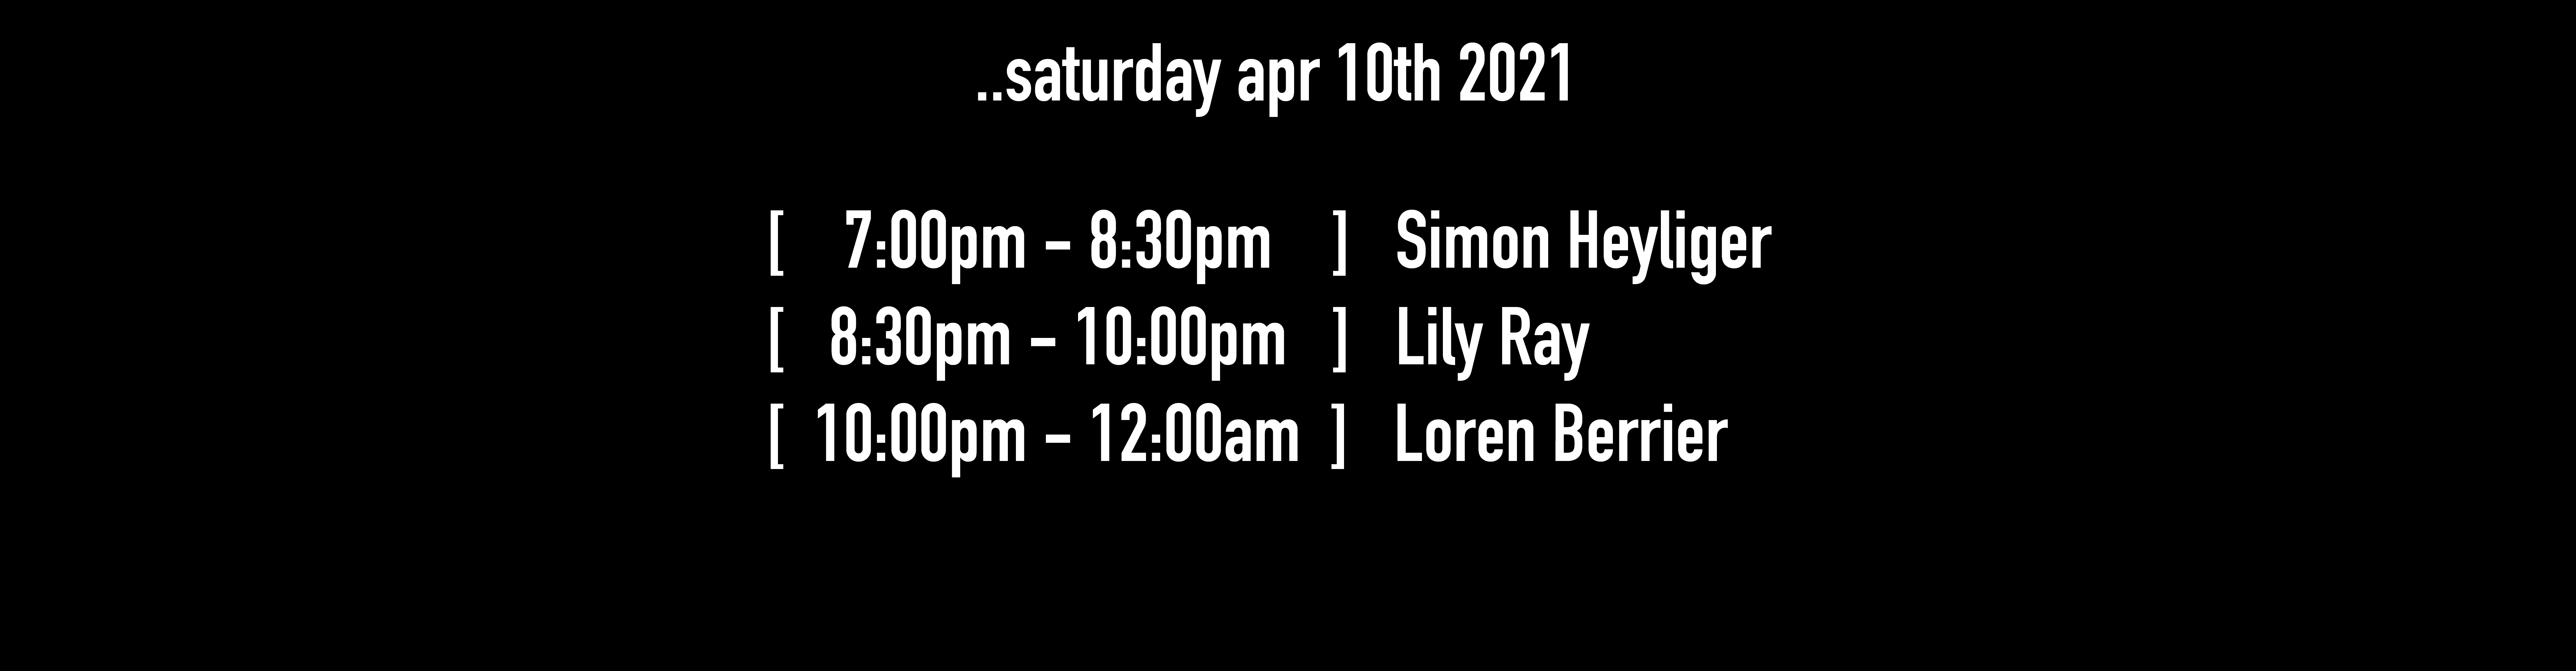 ..saturday apr 10th 2021
[ 7:00pm - 8:30pm ] Simon Heyliger
[ 8:30pm - 10:00pm ] Lily Ray
[ 10:00pm - 12:00am ] Loren Berrier